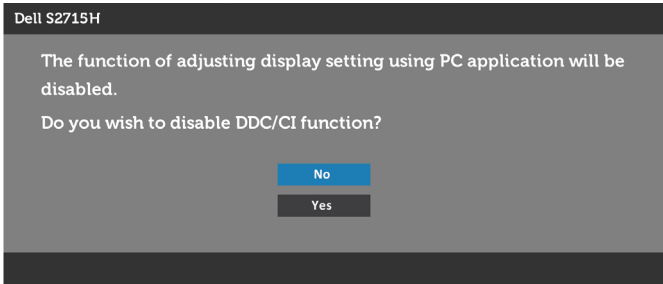 Dell S2715H
The function of adjusting display setting using PC application will be
disabled.
Do you wish to disable DDC/CI function?
No
Yes